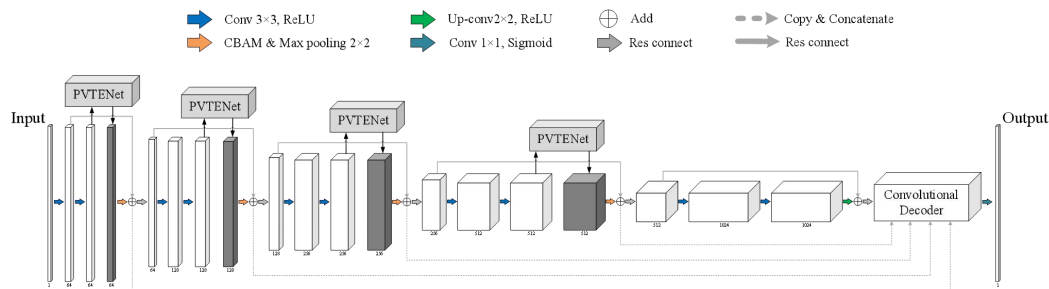 Conv 3×3, ReLU
Up-conv2×2, ReLU
Add
Copy & Concatenate
CBAM & Max pooling 2×2
Conv 1×1, Sigmoid
Res connect
Res connect
PVTENet
PVTENet
PVTENet
PVTENet
Input
Output
Convolutional
Decoder
1
64
64
64
64
128
128
128
128
256
256
256
256
512
512
512
512
1024
1024
1